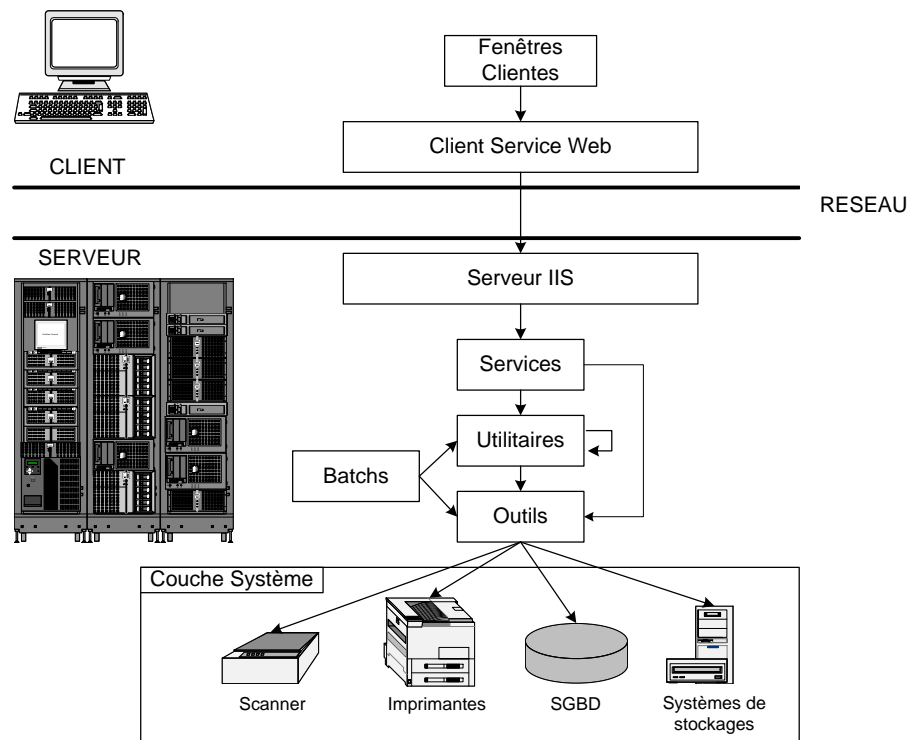 Fenêtres
Clientes
Client Service Web
CLIENT
RESEAU
SERVEUR
Serveur IIS
Services
Utilitaires
Batchs
Outils
Couche Système
Scanner
Imprimantes
SGBD
Systèmes de
stockages